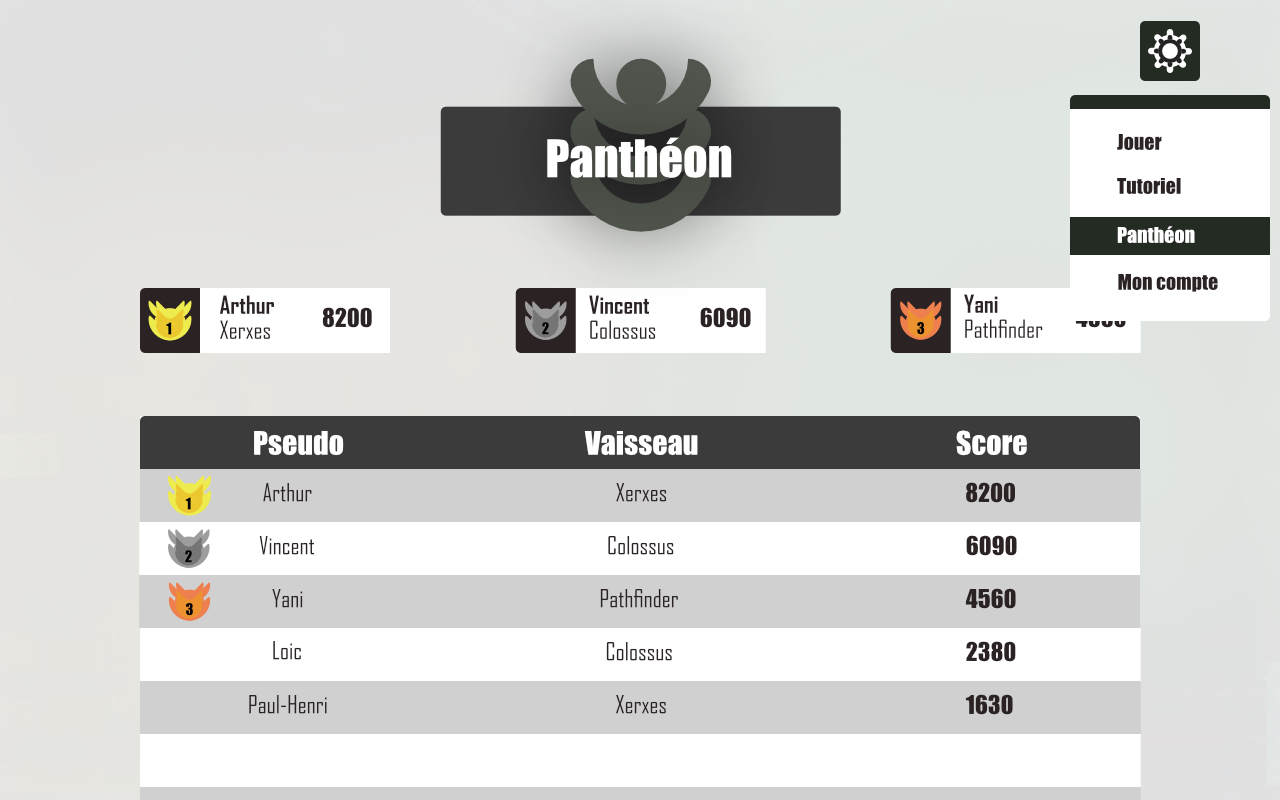 Panthéon
Jouer
Tutoriel
Panthéon
Mon compte
1
Arthur
Xerxes
8200
2
Vincent
Colossus
6090
3
Yani
Pathfinder
Pseudo Vaisseau Score
1 Arthur Xerxes 8200
2 Vincent Colossus 6090
3 Yani Pathfinder 4560
Loic Colossus 2380
Paul-Henri Xerxes 1630